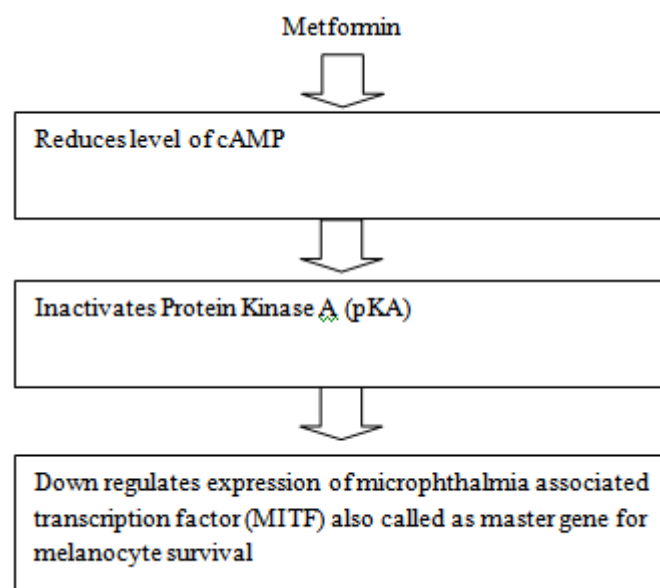 Metformin
Reduces level of cAMP
Inactivates Protein Kinase A (pKA)
Down regulates expression of microphthalmia associated
transcription factor (MITF) also called as master gene for
melanocyte survival